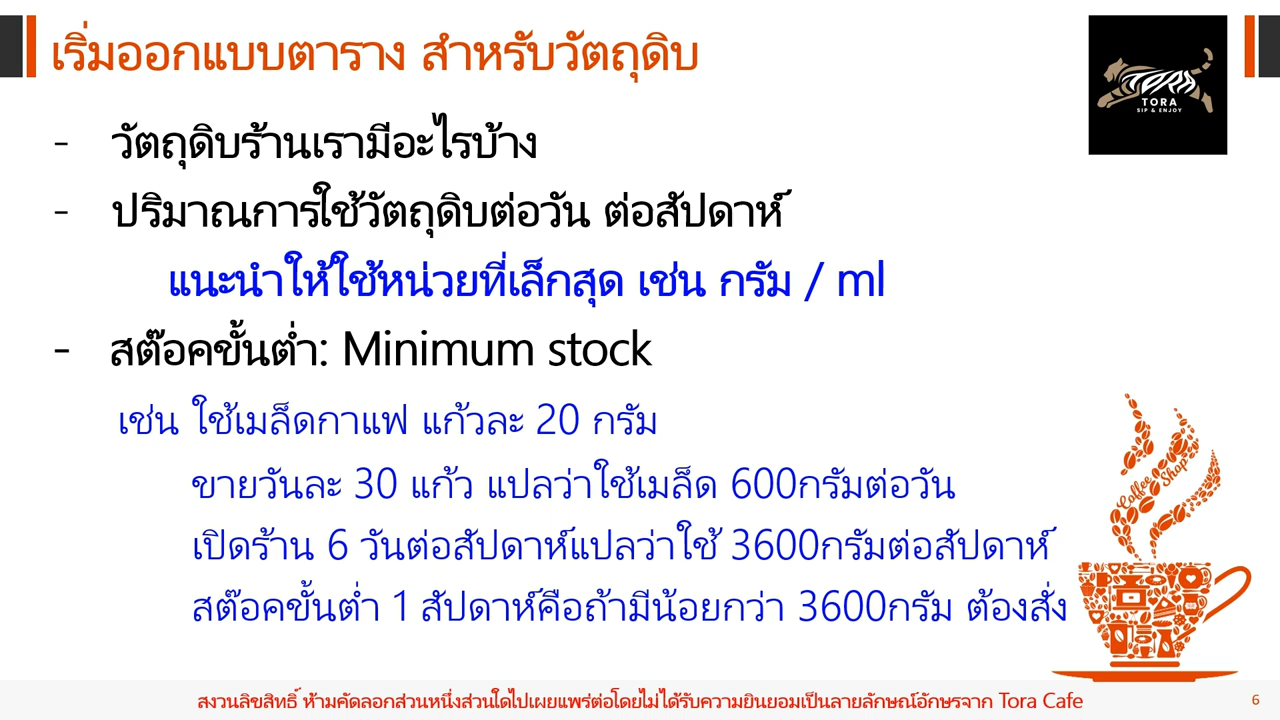 เริ่มออกแบบตาราง สำหรับวัตถุดิบ
TORA
TORA
SIP & ENJOY
- วัตถุดิบร้านเรามีอะไรบ้าง
- ปริมาณการใช้วัตถุดิบต่อวัน ต่อสัปดาห์
แนะนำให้ใช้หน่วยที่เล็กสุด เช่น กรัม / ml
- สต๊อคขั้นต่ำ: Minimum stock
เช่น ใช้เมล็ดกาแฟ แก้วละ 20 กรัม
ขายวันละ 30 แก้ว แปลว่าใช้เมล็ด 600กรัมต่อวัน
เปิดร้าน 6 วันต่อสัปดาห์แปลว่าใช้ 3600กรัมต่อสัปดาห์
สต๊อคขั้นต่ำ 1 สัปดาห์คือถ้ามีน้อยกว่า 3600กรัม ต้องสั่ง
Coffee Shop
สงวนลิขสิทธิ์ ห้ามคัดลอกส่วนหนึ่งส่วนใดไปเผยแพร่ต่อโดยไม่ได้รับความยินยอมเป็นลายลักษณ์อักษรจาก Tora Cafe
6